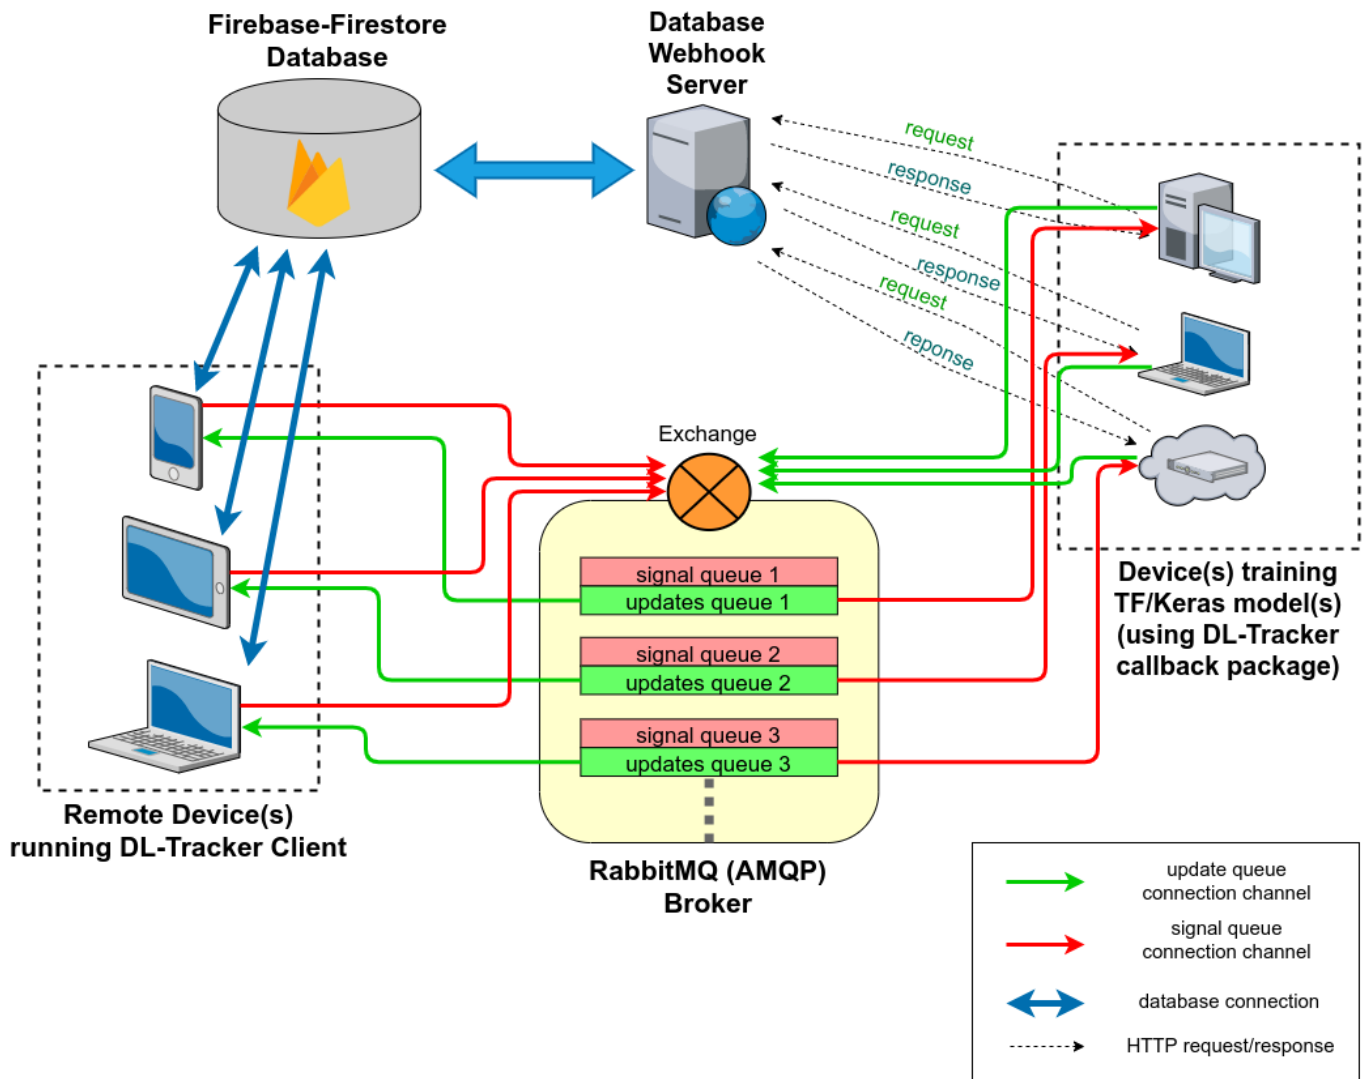 Firebase-Firestore
Database
Database
Webhook
Server
request
response
request
response
request
reponse
Exchange
signal queue 1
updates queue 1
signal queue 2
updates queue 2
signal queue 3
updates queue 3
Device(s) training
TF/Keras model(s)
(using DL-Tracker
callback package)
Remote Device(s)
running DL-Tracker Client
RabbitMQ (AMQP)
Broker
update queue
connection channel
signal queue
connection channel
database connection
HTTP request/response